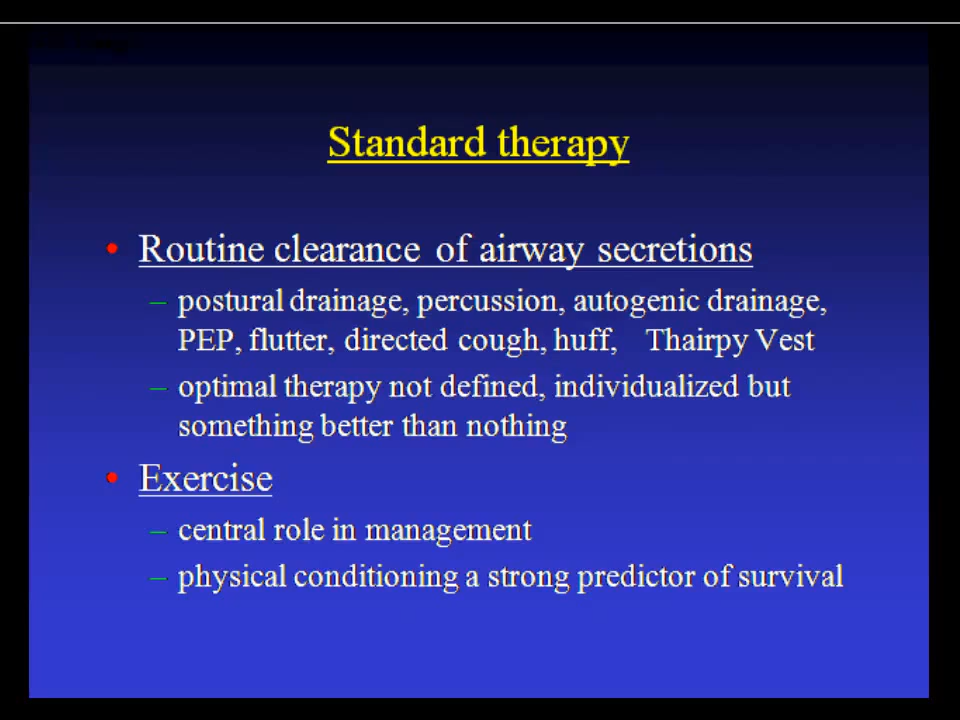 Standard therapy
• Routine clearance of airway secretions
– postural drainage, percussion, autogenic drainage,
PEP, flutter, directed cough, huff, Thairpy Vest
– optimal therapy not defined, individualized but
something better than nothing
• Exercise
– central role in management
– physical conditioning a strong predictor of survival